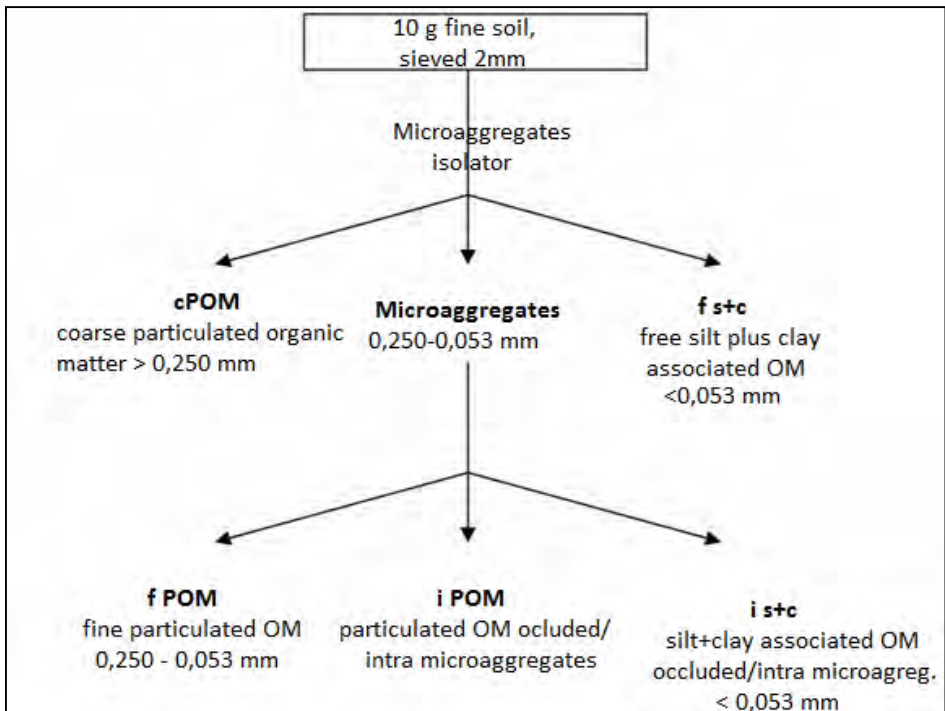 10 g fine soil,
sieved 2mm
Microaggregates
isolator
cPOM
coarse particulated organic
matter > 0,250 mm
Microaggregates
0,250-0,053 mm
f s+c
free silt plus clay
associated OM
<0,053 mm
f POM
fine particulated OM
0,250 - 0,053 mm
i POM
particulated OM ocluded/
intra microaggregates
i s+c
silt+clay associated OM
occluded/intra microagreg.
< 0,053 mm